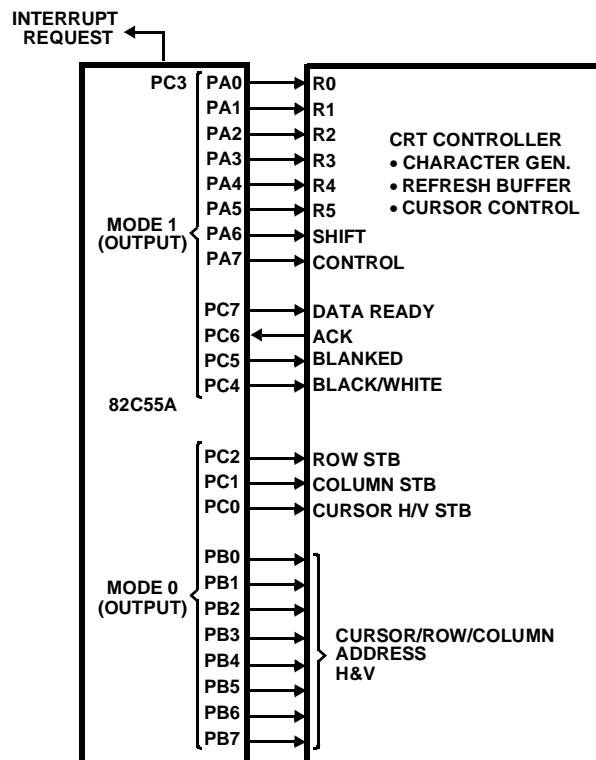 INTERRUPT
REQUEST
PC3 PA0 R0
PA1 R1
PA2 R2
PA3 R3
PA4 R4
PA5 R5
PA6 SHIFT
PA7 CONTROL
CRT CONTROLLER
• CHARACTER GEN.
• REFRESH BUFFER
• CURSOR CONTROL
MODE 1
(OUTPUT)
PC7 DATA READY
PC6 ACK
PC5 BLANKED
PC4 BLACK/WHITE
82C55A
PC2 ROW STB
PC1 COLUMN STB
PC0 CURSOR H/V STB
MODE 0
(OUTPUT)
PB0
PB1
PB2
PB3
PB4
PB5
PB6
PB7
CURSOR/ROW/COLUMN
ADDRESS
H&V